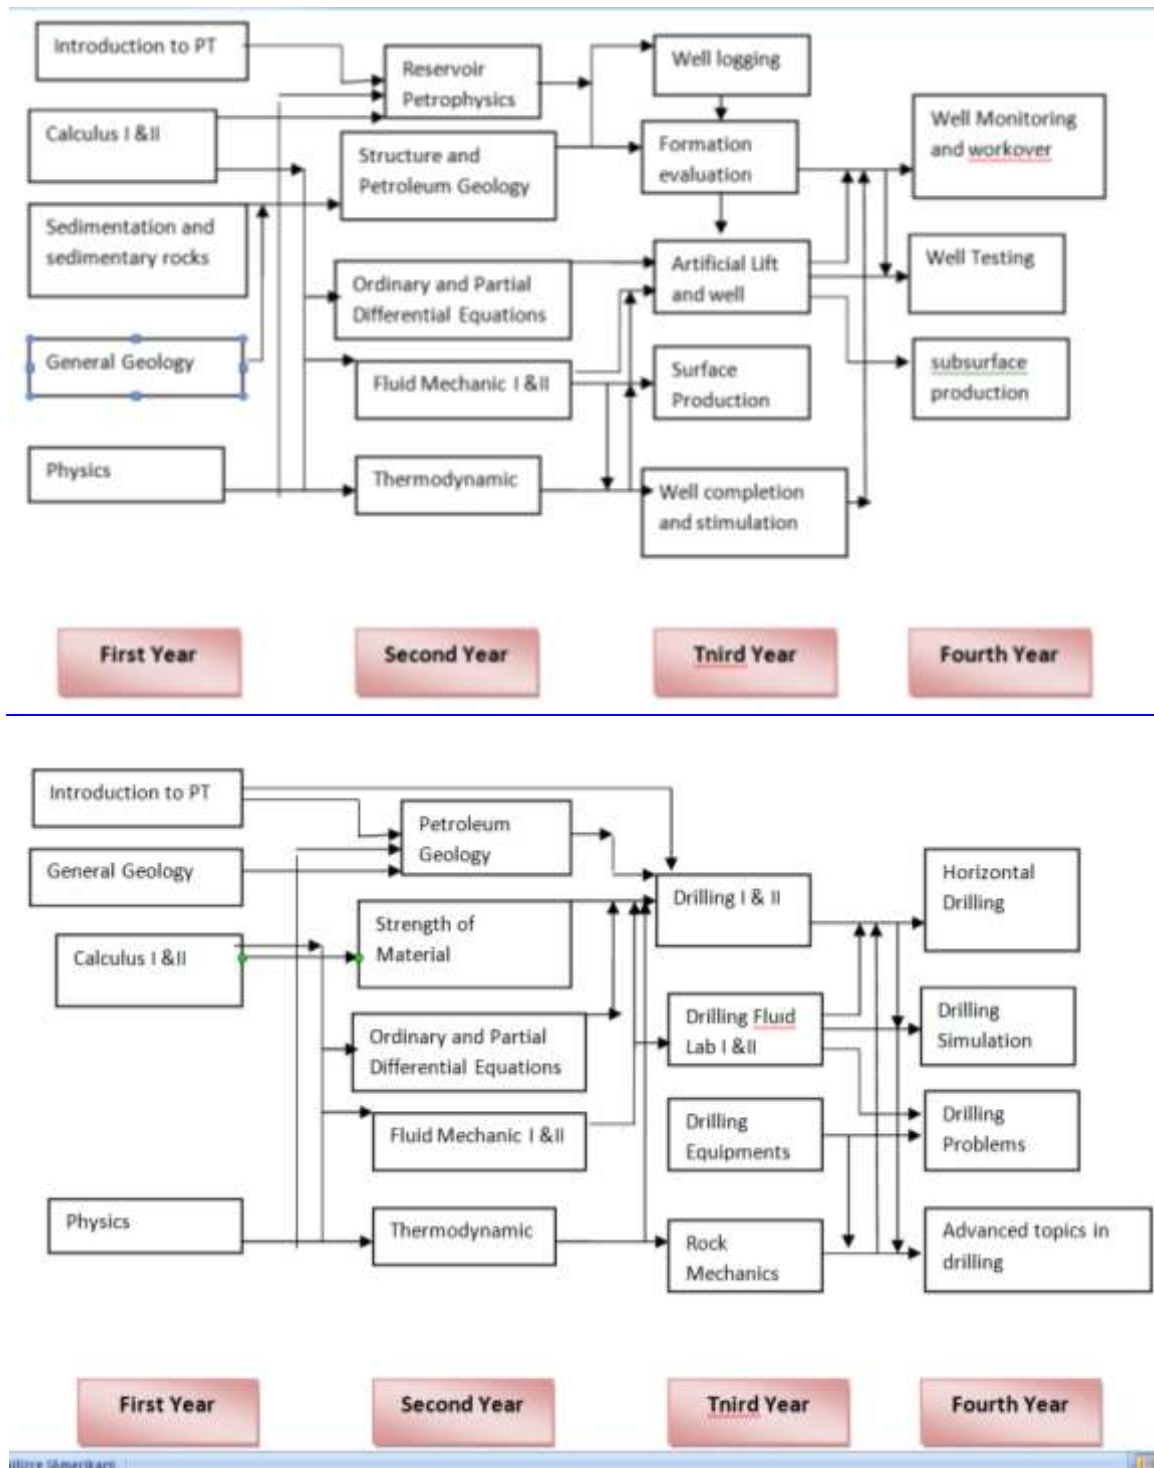 Introduction to PT
Calculus I &II
Sedimentation and
sedimentary rocks
General Geology
Physics
Reservoir
Petrophysics
Structure and
Petroleum Geology
Ordinary and Partial
Differential Equations
Fluid Mechanic I &II
Thermodynamic
Well logging
Formation
evaluation
Artificial Lift
and well
Surface
Production
Well completion
and stimulation
Well Monitoring
and workover
Well Testing
subsurface
production
First Year
Second Year
Tnird Year
Fourth Year
Introduction to PT
General Geology
Calculus I &II
Physics
Petroleum
Geology
Strength of
Material
Ordinary and Partial
Differential Equations
Fluid Mechanic I &II
Thermodynamic
Drilling I & II
Drilling Fluid
Lab I &II
Drilling
Equipments
Rock
Mechanics
Horizontal
Drilling
Drilling
Simulation
Drilling
Problems
Advanced topics in
drilling
First Year
Second Year
Tnird Year
Fourth Year